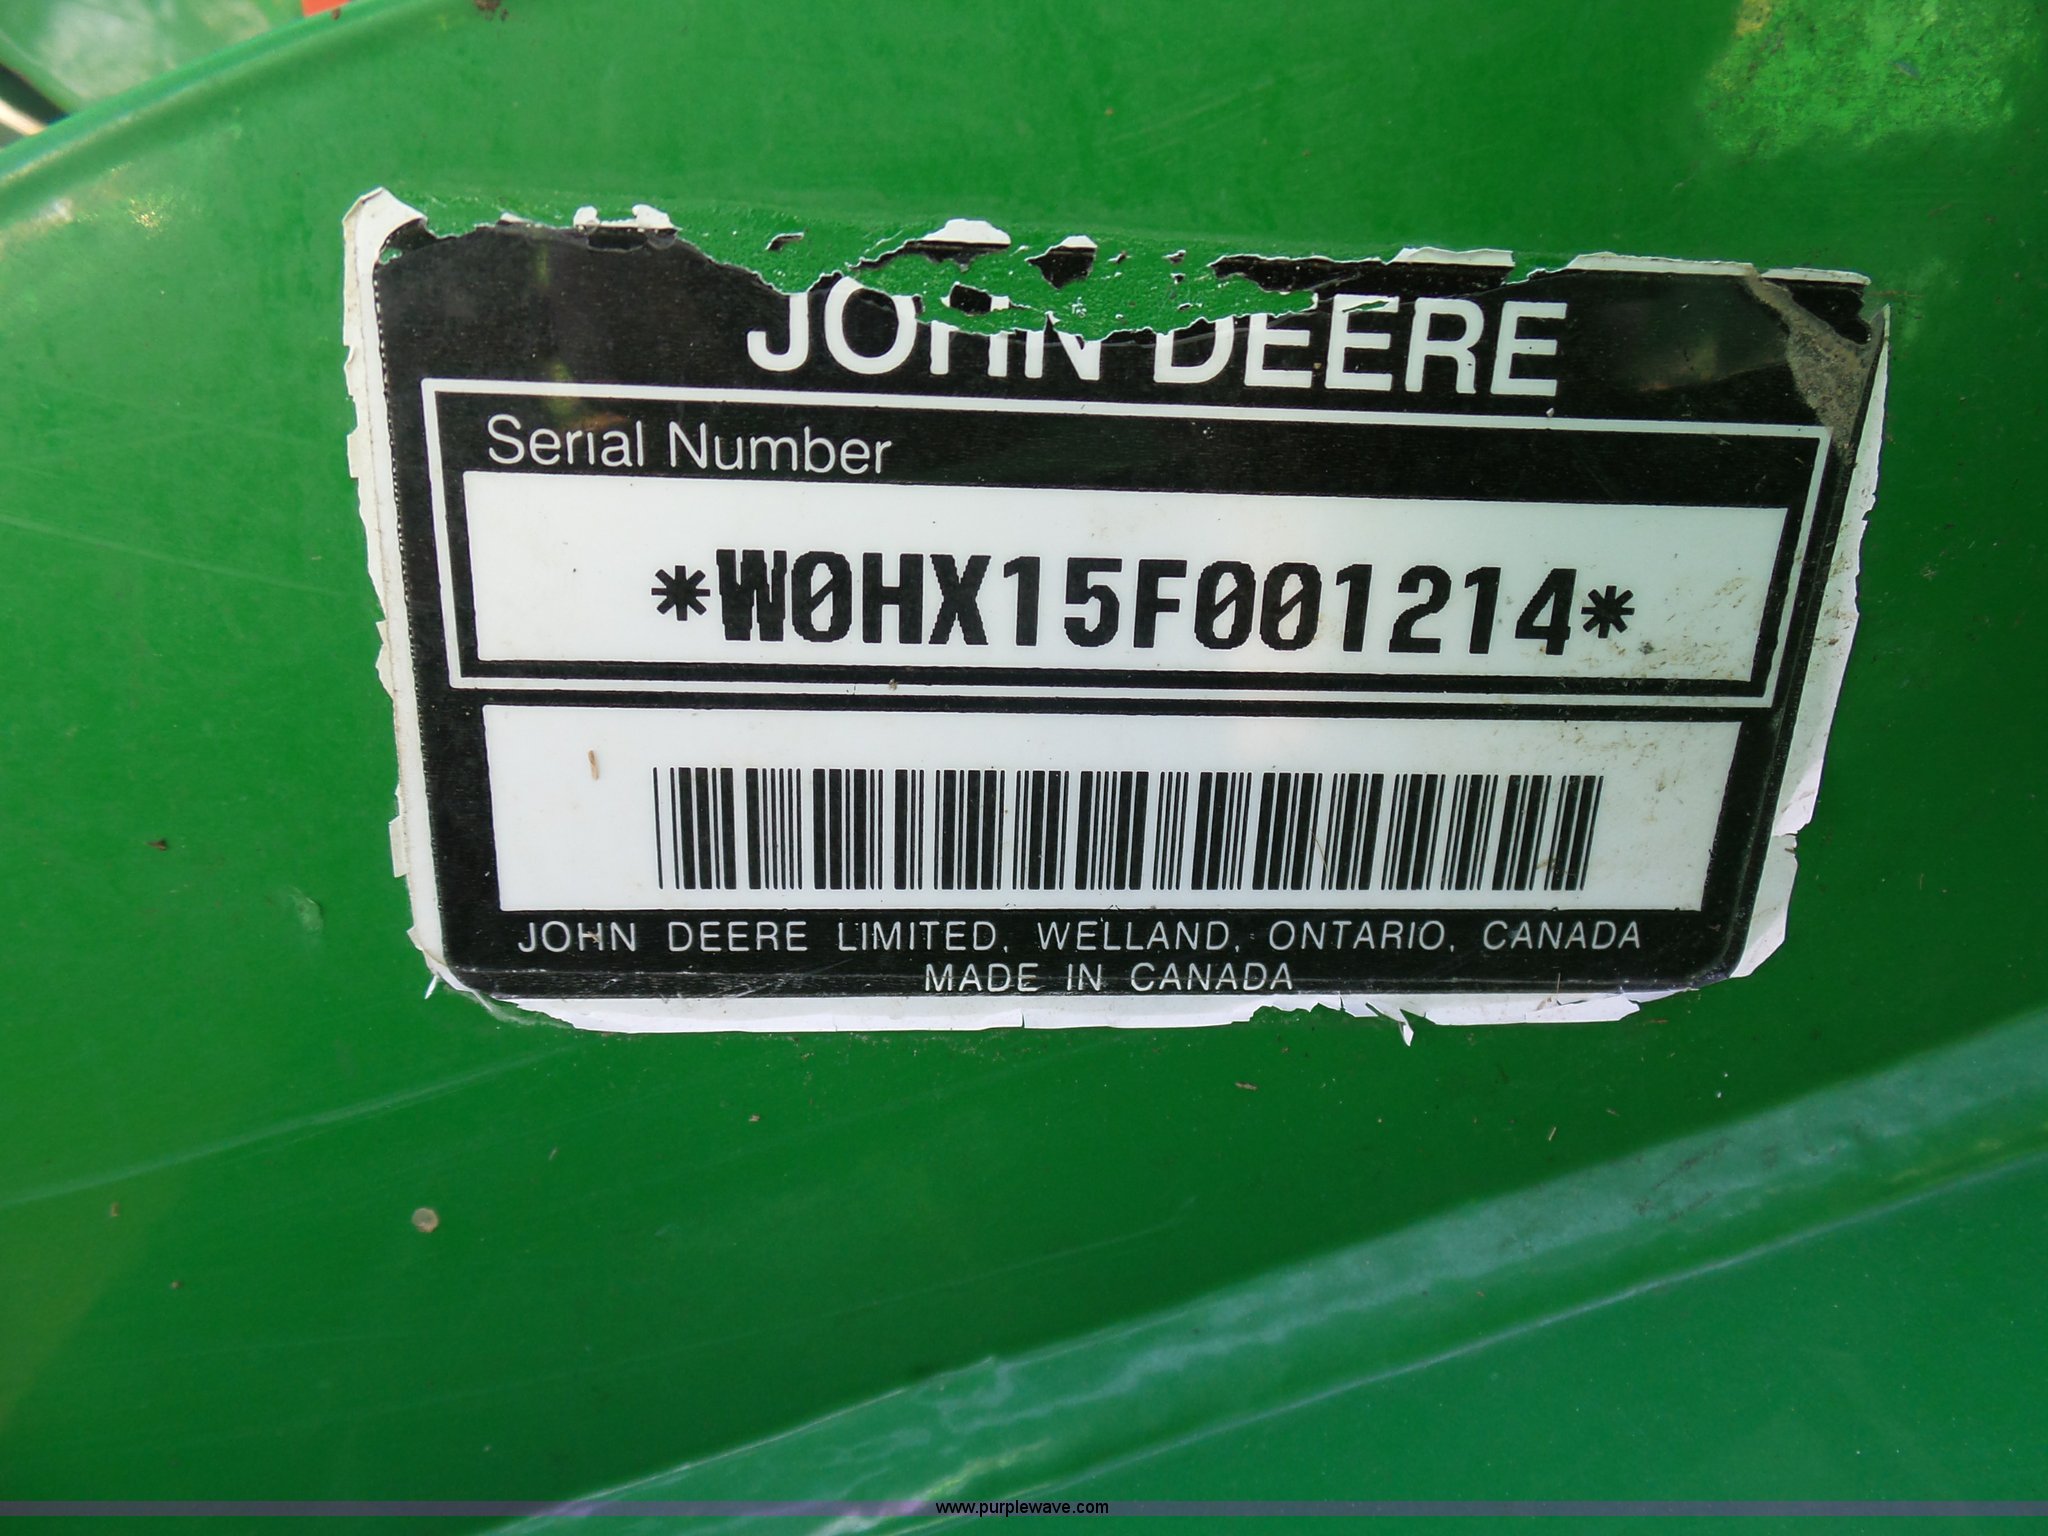 JOHN DEERE
Serial Number
*W0HX15F001214*
JOHN DEERE LIMITED, WELLAND, ONTARIO, CANADA
MADE IN CANADA
www.purplewave.com